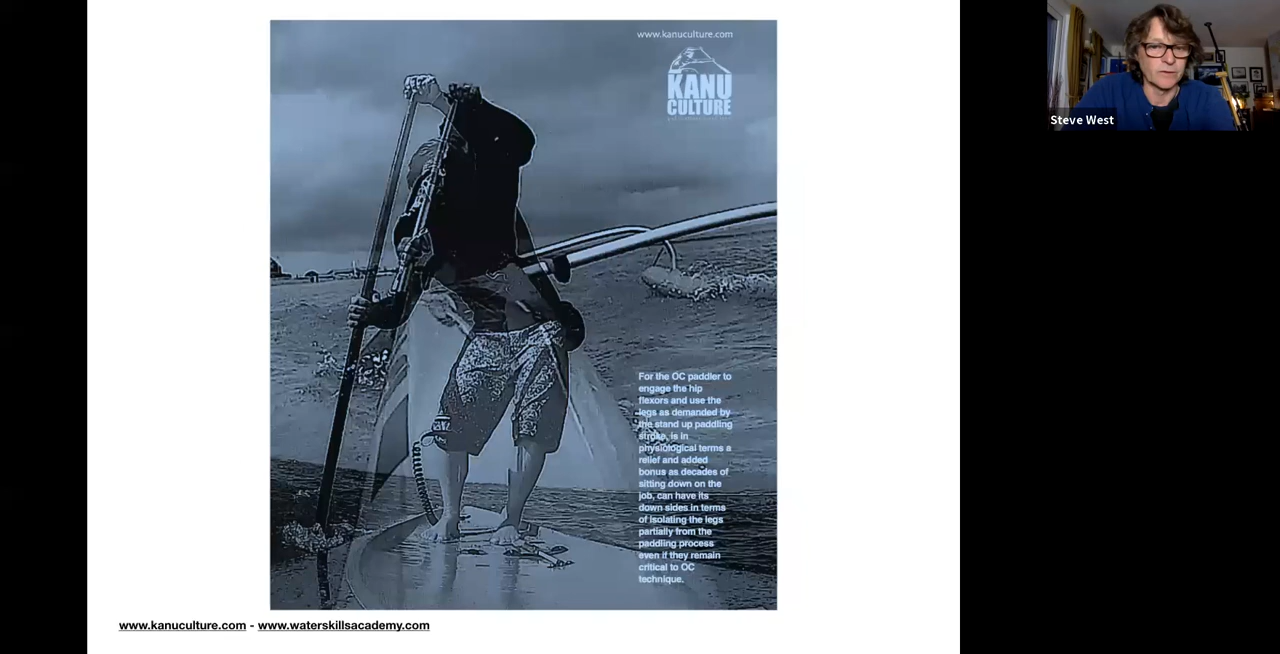 www.kanuculture.com
KANU
CULTURE
For the OC paddler to
engage the hip
flexors and use the
legs as demanded by
the stand up paddling
stroke, is in
physiological terms a
relief and added
bonus as decades of
sitting down on the
job, can have its
down sides in terms
of isolating the legs
partially from the
paddling process
even if they remain
critical to OC
technique.
www.kanuculture.com - www.waterskillsacademy.com
Steve West